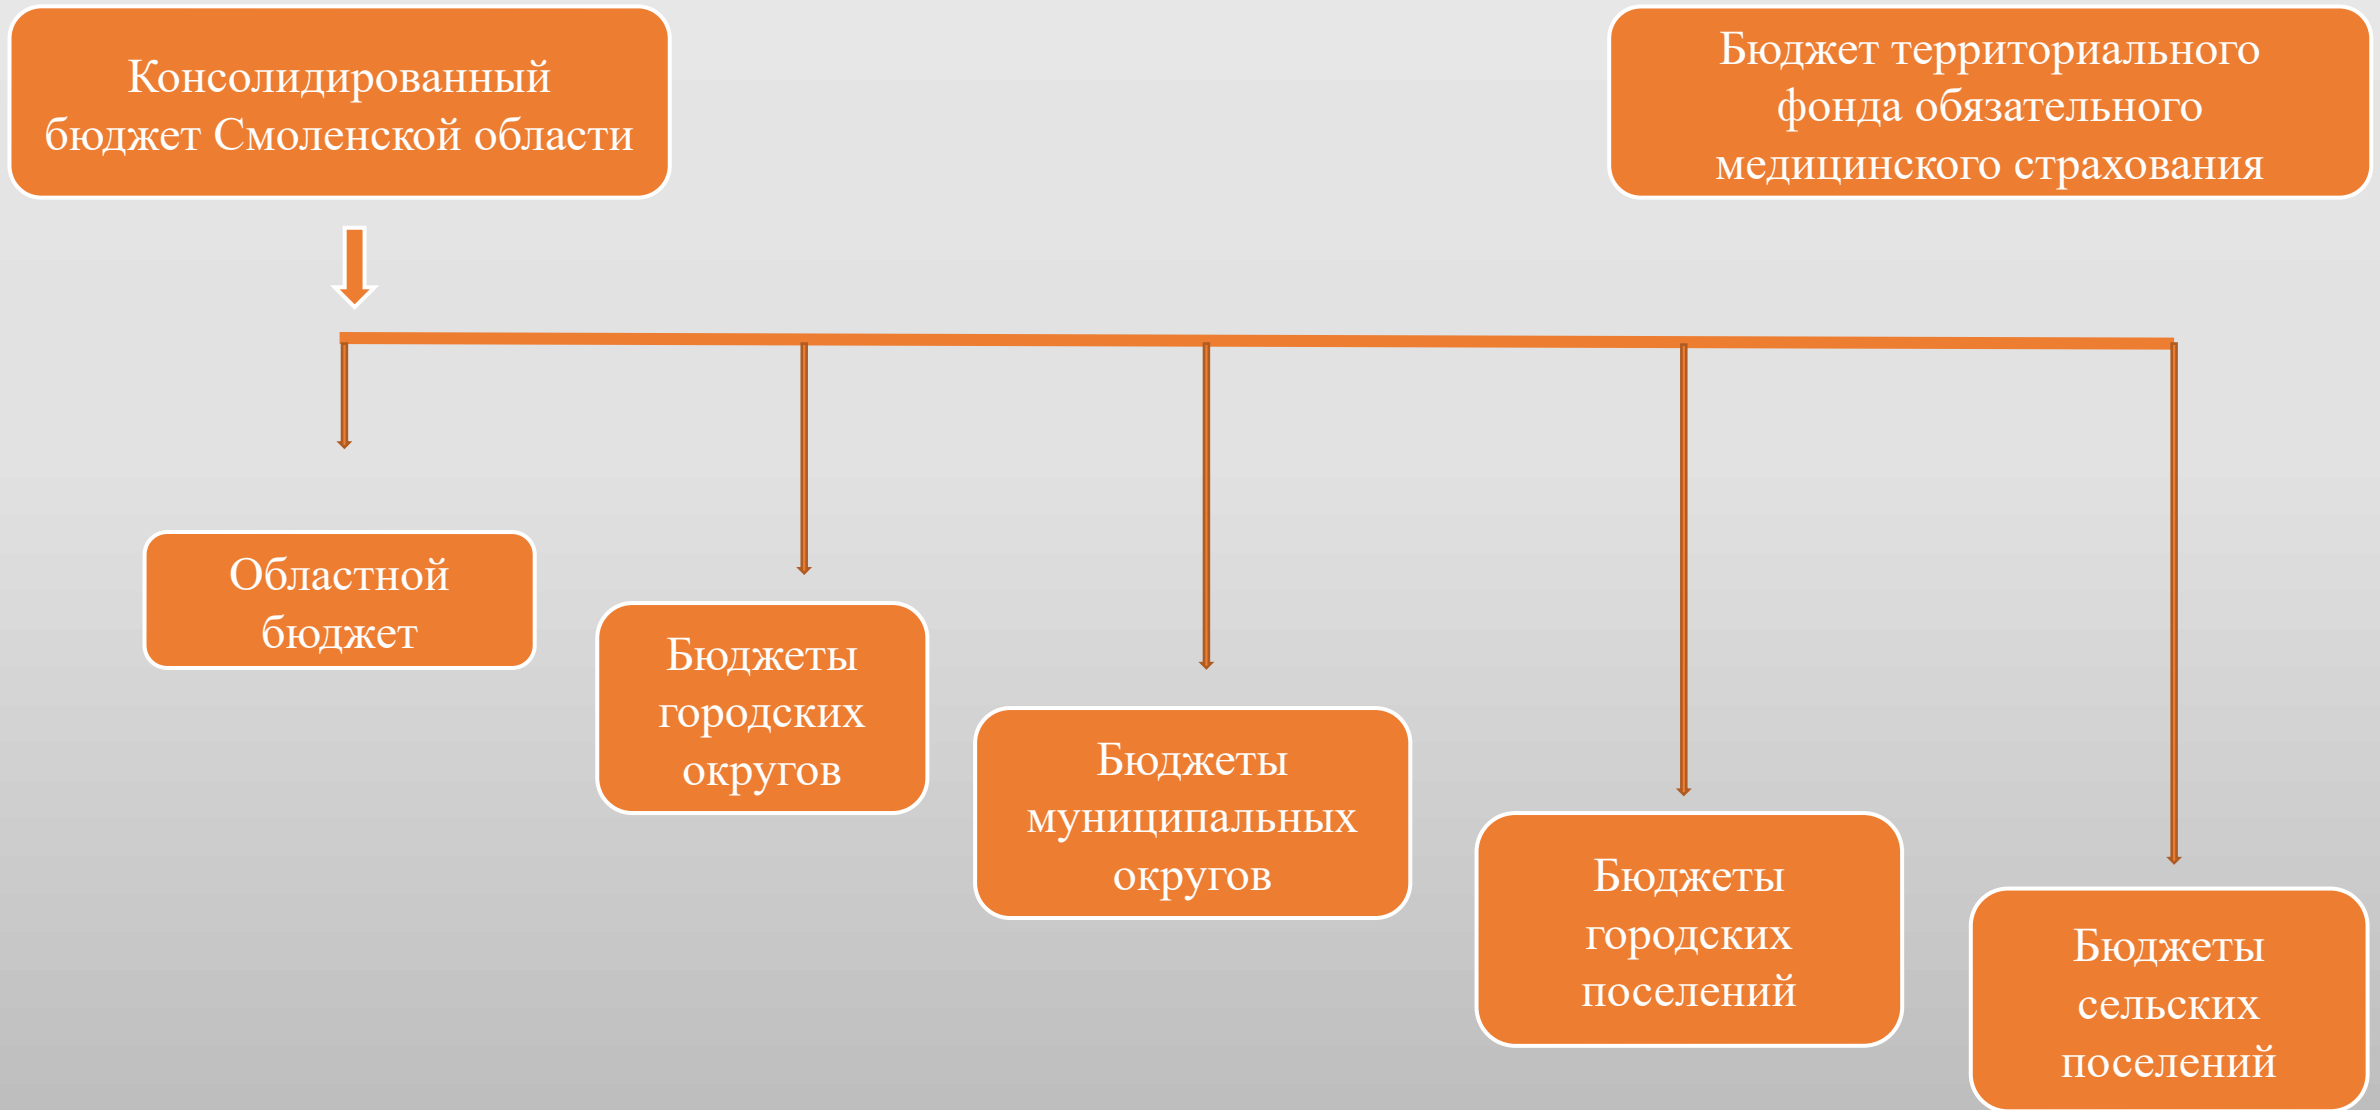 Консолидированный
бюджет Смоленской области
Бюджет территориального
фонда обязательного
медицинского страхования
Областной
бюджет
Бюджеты
городских
округов
Бюджеты
муниципальных
округов
Бюджеты
городских
поселений
Бюджеты
сельских
поселений